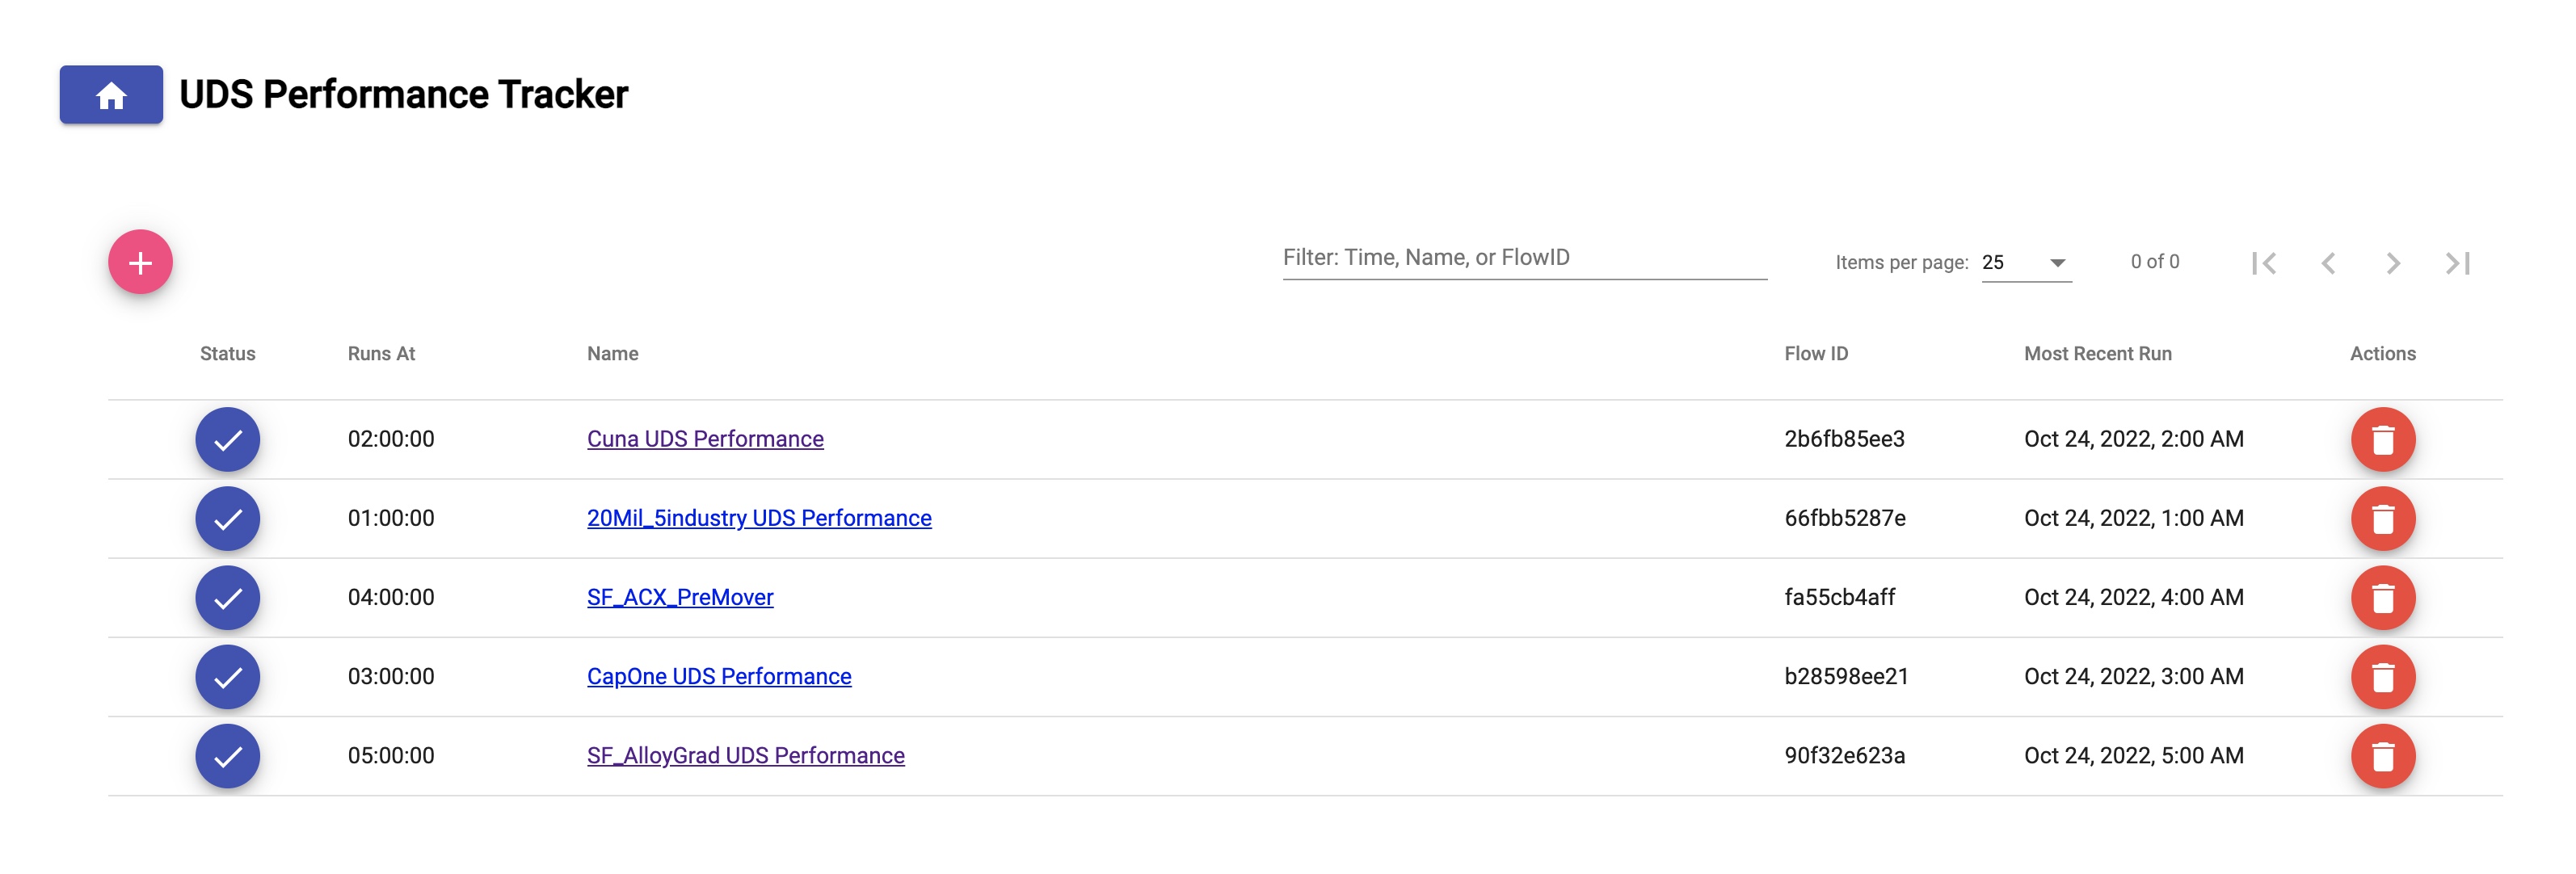 UDS Performance Tracker
Filter: Time, Name, or FlowID Items per page: 25 0 of 0
Status Runs At Name Flow ID Most Recent Run Actions
02:00:00 Cuna UDS Performance 2b6fb85ee3 Oct 24, 2022, 2:00 AM
01:00:00 20Mil_5industry UDS Performance 66fbb5287e Oct 24, 2022, 1:00 AM
04:00:00 SF_ACX_PreMover fa55cb4aff Oct 24, 2022, 4:00 AM
03:00:00 CapOne UDS Performance b28598ee21 Oct 24, 2022, 3:00 AM
05:00:00 SF_AlloyGrad UDS Performance 90f32e623a Oct 24, 2022, 5:00 AM